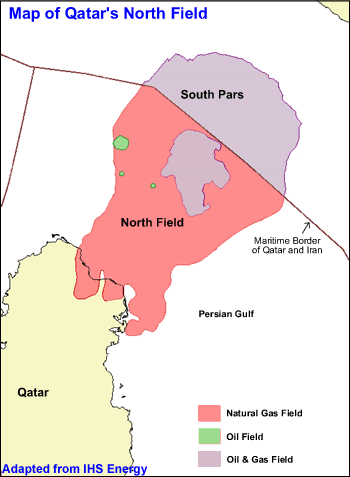 Map of Qatar's North Field
South Pars
North Field
Maritime Border
of Qatar and Iran
Persian Gulf
Qatar
Natural Gas Field
Oil Field
Oil & Gas Field
Adapted from IHS Energy